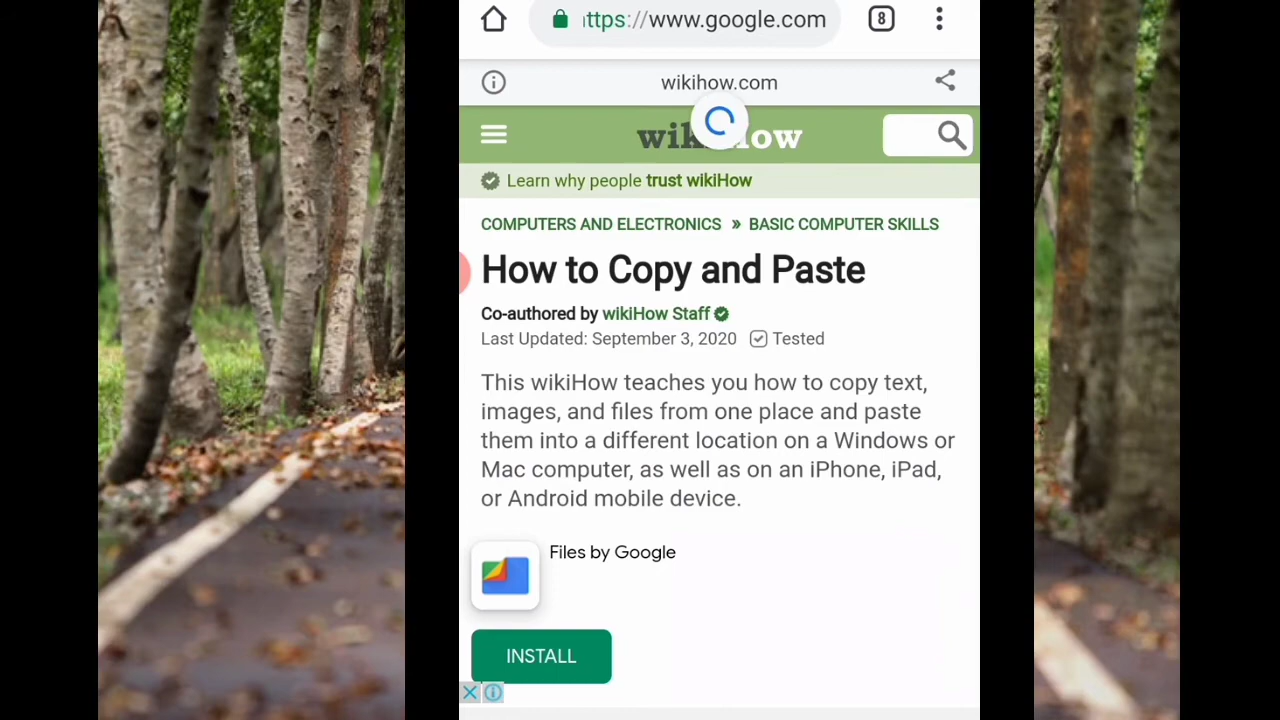 ttps://www.google.com
8
wikihow.com
wikiHow
Learn why people trust wikiHow
COMPUTERS AND ELECTRONICS » BASIC COMPUTER SKILLS
How to Copy and Paste
Co-authored by wikiHow Staff
Last Updated: September 3, 2020 Tested
This wikiHow teaches you how to copy text,
images, and files from one place and paste
them into a different location on a Windows or
Mac computer, as well as on an iPhone, iPad,
or Android mobile device.
Files by Google
INSTALL